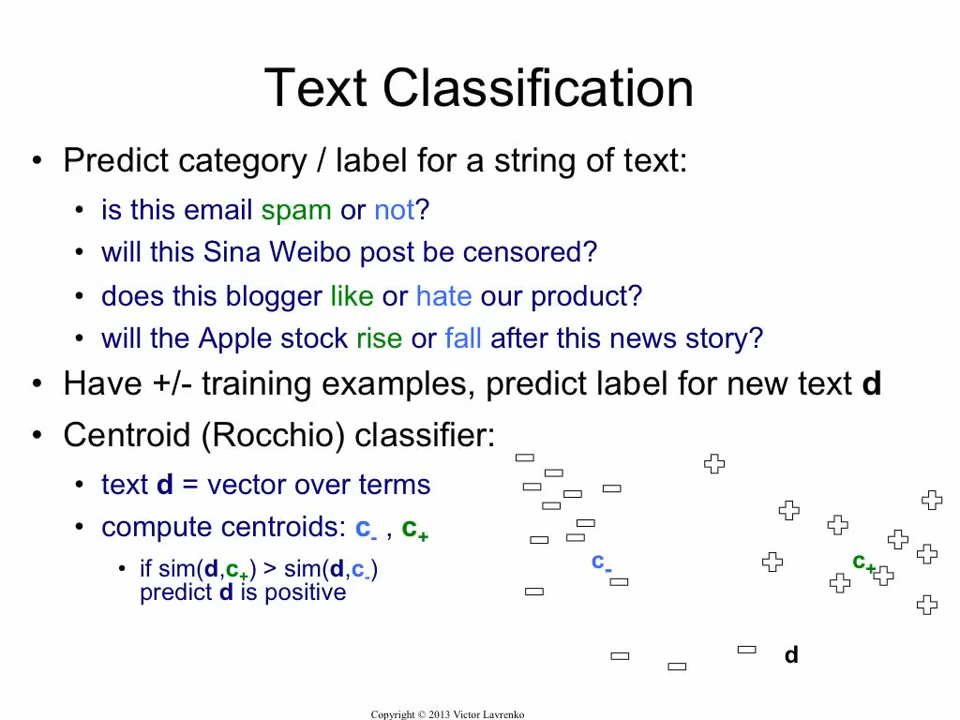 Text Classification
• Predict category / label for a string of text:
• is this email spam or not?
• will this Sina Weibo post be censored?
• does this blogger like or hate our product?
• will the Apple stock rise or fall after this news story?
• Have +/- training examples, predict label for new text d
• Centroid (Rocchio) classifier:
• text d = vector over terms
• compute centroids: c- , c+
• if sim(d,c+) > sim(d,c-)
predict d is positive
c-
c+
d
Copyright © 2013 Victor Lavrenko